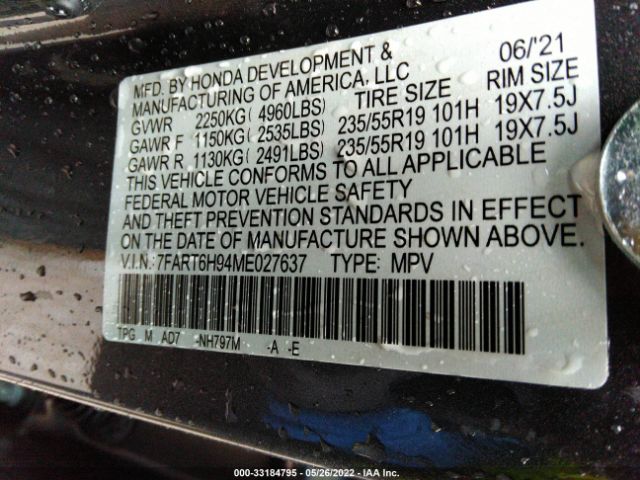 MFD. BY HONDA DEVELOPMENT & 06/'21
MANUFACTURING OF AMERICA, LLC
GVWR 2250KG(4960LBS) TIRE SIZE RIM SIZE
GAWR F 1150KG(2535LBS) 235/55R19 101H 19X7.5J
GAWR R 1130KG(2491LBS) 235/55R19 101H 19X7.5J
THIS VEHICLE CONFORMS TO ALL APPLICABLE
FEDERAL MOTOR VEHICLE SAFETY
AND THEFT PREVENTION STANDARDS IN EFFECT
ON THE DATE OF MANUFACTURE SHOWN ABOVE.
V.I.N.:7FART6H94ME027637 TYPE: MPV
TPG M AD7 -NH797M -A -E
000-33184795 - 05/26/2022 - IAA Inc.